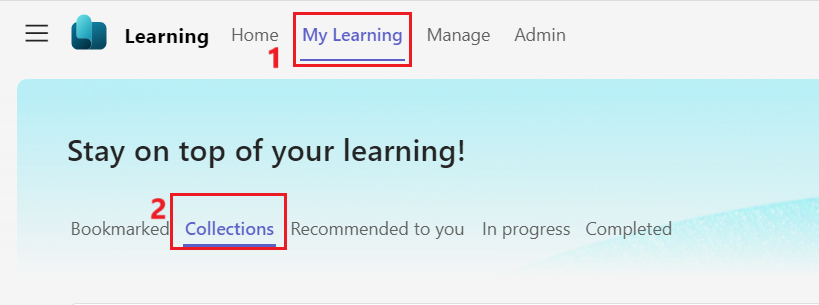 Learning Home My Learning Manage Admin
1
Stay on top of your learning!
2
Bookmarked Collections Recommended to you In progress Completed